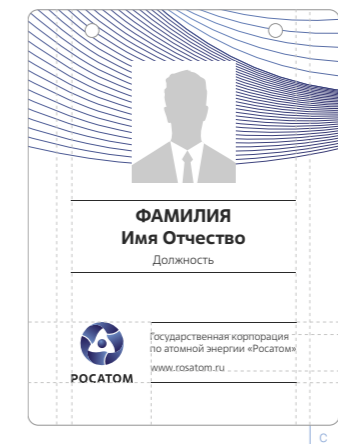 ФАМИЛИЯ
Имя Отчество
Должность
Государственная корпорация
по атомной энергии «Росатом»
www.rosatom.ru
РОСАТОМ
C